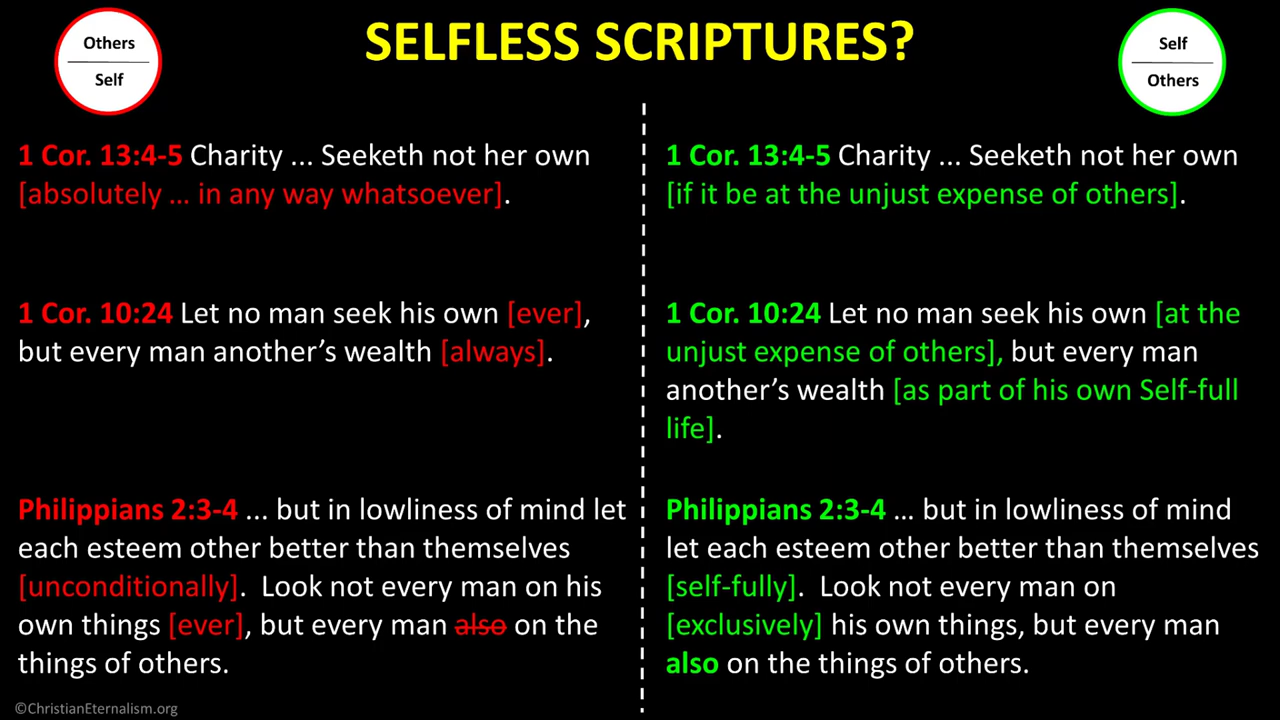 SELFLESS SCRIPTURES?
Others
Self
Self
Others
1 Cor. 13:4-5 Charity ... Seeketh not her own
[absolutely ... in any way whatsoever].
1 Cor. 10:24 Let no man seek his own [ever],
but every man another’s wealth [always].
Philippians 2:3-4 ... but in lowliness of mind let
each esteem other better than themselves
[unconditionally].  Look not every man on his
own things [ever], but every man also on the
things of others.
1 Cor. 13:4-5 Charity ... Seeketh not her own
[if it be at the unjust expense of others].
1 Cor. 10:24 Let no man seek his own [at the
unjust expense of others], but every man
another’s wealth [as part of his own Self-full
life].
Philippians 2:3-4 ... but in lowliness of mind
let each esteem other better than themselves
[self-fully].  Look not every man on
[exclusively] his own things, but every man
also on the things of others.
©ChristianEternalism.org